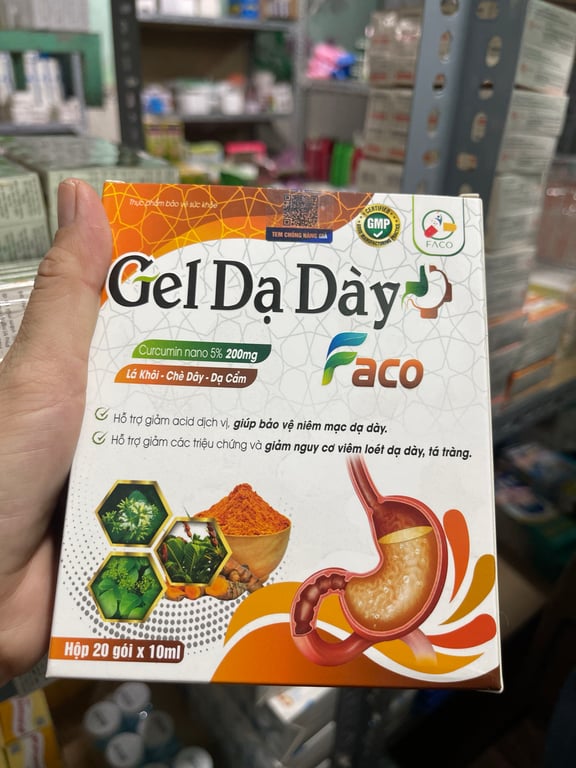 Thực phẩm bảo vệ sức khỏe
TEM CHỐNG HÀNG GIẢ
CERTIFIED
GMP
FACO
Gel Dạ Dày
Curcumin nano 5% 200mg
Lá Khôi - Chè Dây - Dạ Cẩm
Faco
Hỗ trợ giảm acid dịch vị, giúp bảo vệ niêm mạc dạ dày.
Hỗ trợ giảm các triệu chứng và giảm nguy cơ viêm loét dạ dày, tá tràng.
Hộp 20 gói x 10ml